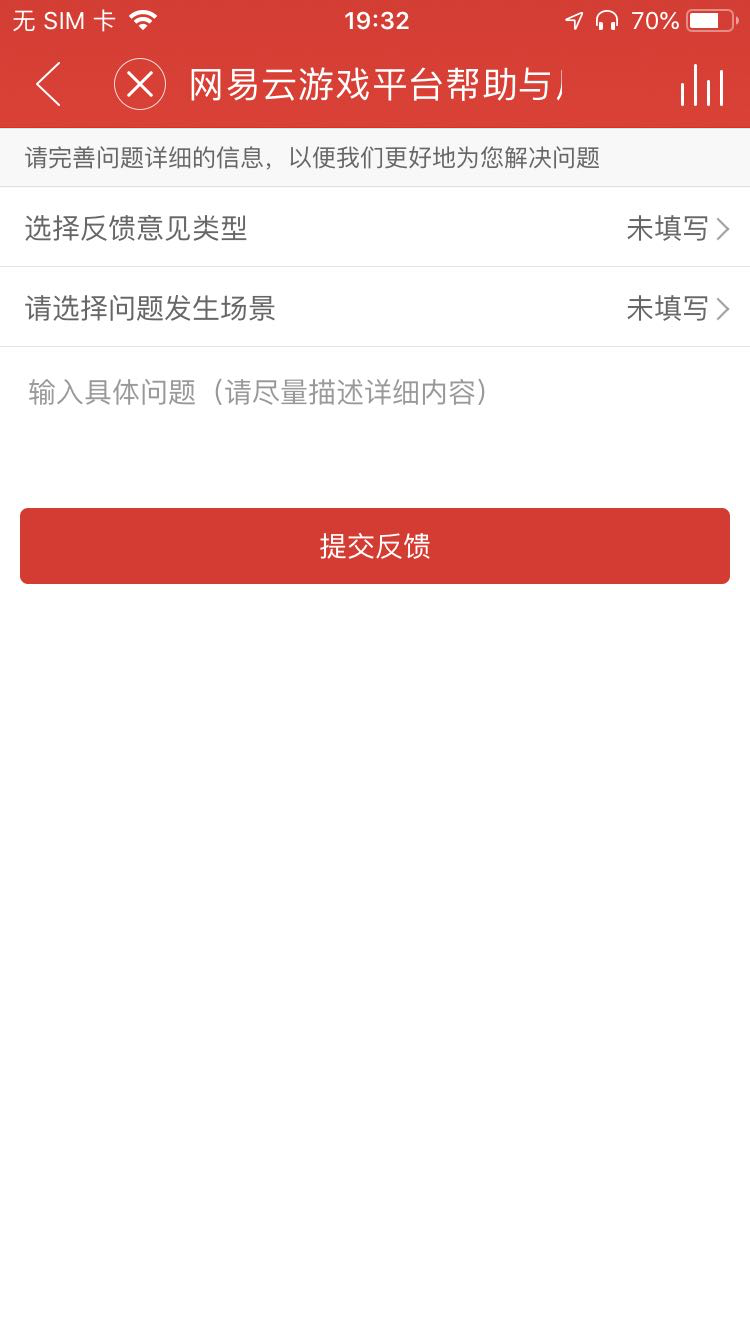 无 SIM 卡 19:32 70%
网易云游戏平台帮助与
请完善问题详细的信息，以便我们更好地为您解决问题
选择反馈意见类型 未填写
请选择问题发生场景 未填写
输入具体问题（请尽量描述详细内容）
提交反馈